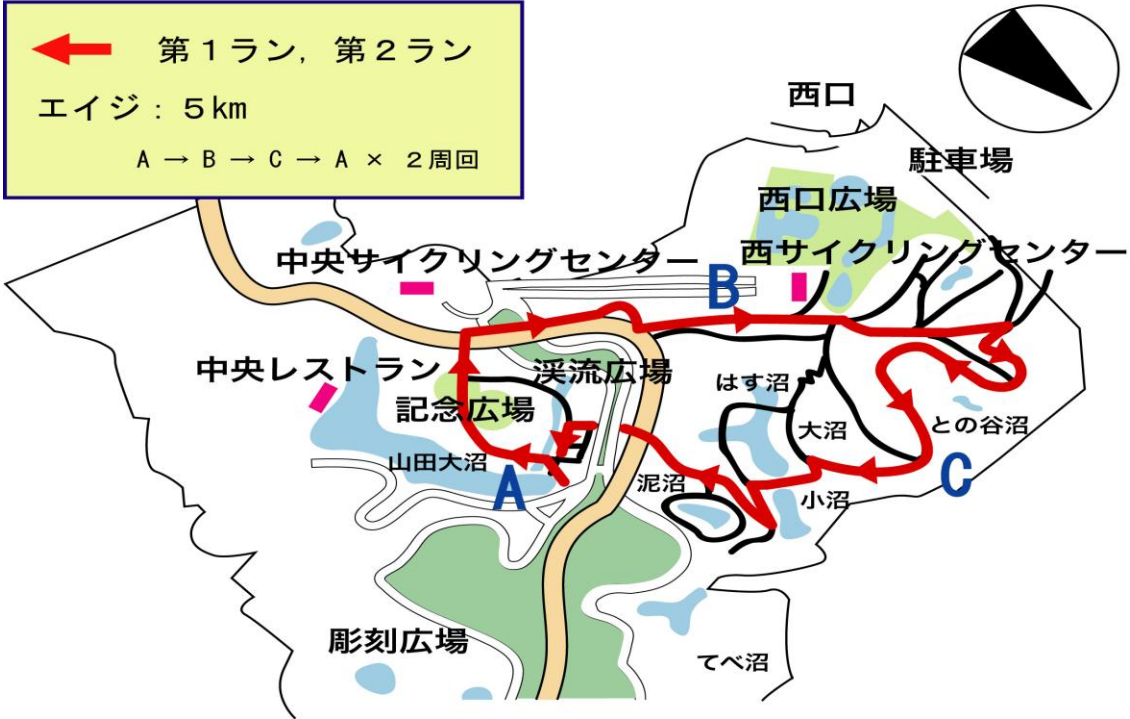 第1ラン，第2ラン
エイジ：5km
A → B → C → A × 2周回
西口
駐車場
西口広場
西サイクリングセンター
中央サイクリングセンター
B
中央レストラン
渓流広場
記念広場
はす沼
大沼
との谷沼
山田大沼
A
泥沼
小沼
C
彫刻広場
てべ沼